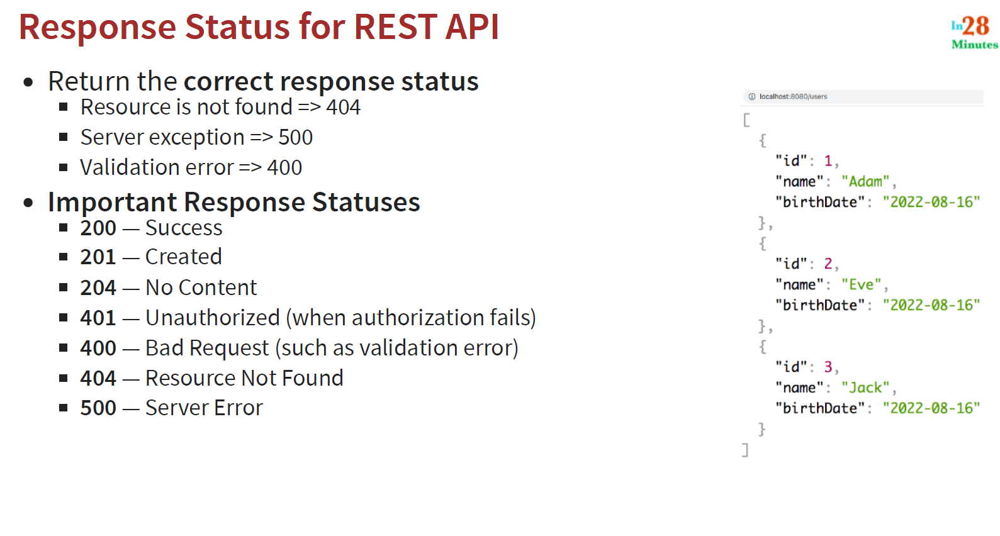 Response Status for REST API
In28
Minutes
• Return the correct response status
▪ Resource is not found => 404
▪ Server exception => 500
▪ Validation error => 400
• Important Response Statuses
▪ 200 — Success
▪ 201 — Created
▪ 204 — No Content
▪ 401 — Unauthorized (when authorization fails)
▪ 400 — Bad Request (such as validation error)
▪ 404 — Resource Not Found
▪ 500 — Server Error
localhost:8080/users
[
{
"id": 1,
"name": "Adam",
"birthDate": "2022-08-16"
},
{
"id": 2,
"name": "Eve",
"birthDate": "2022-08-16"
},
{
"id": 3,
"name": "Jack",
"birthDate": "2022-08-16"
}
]